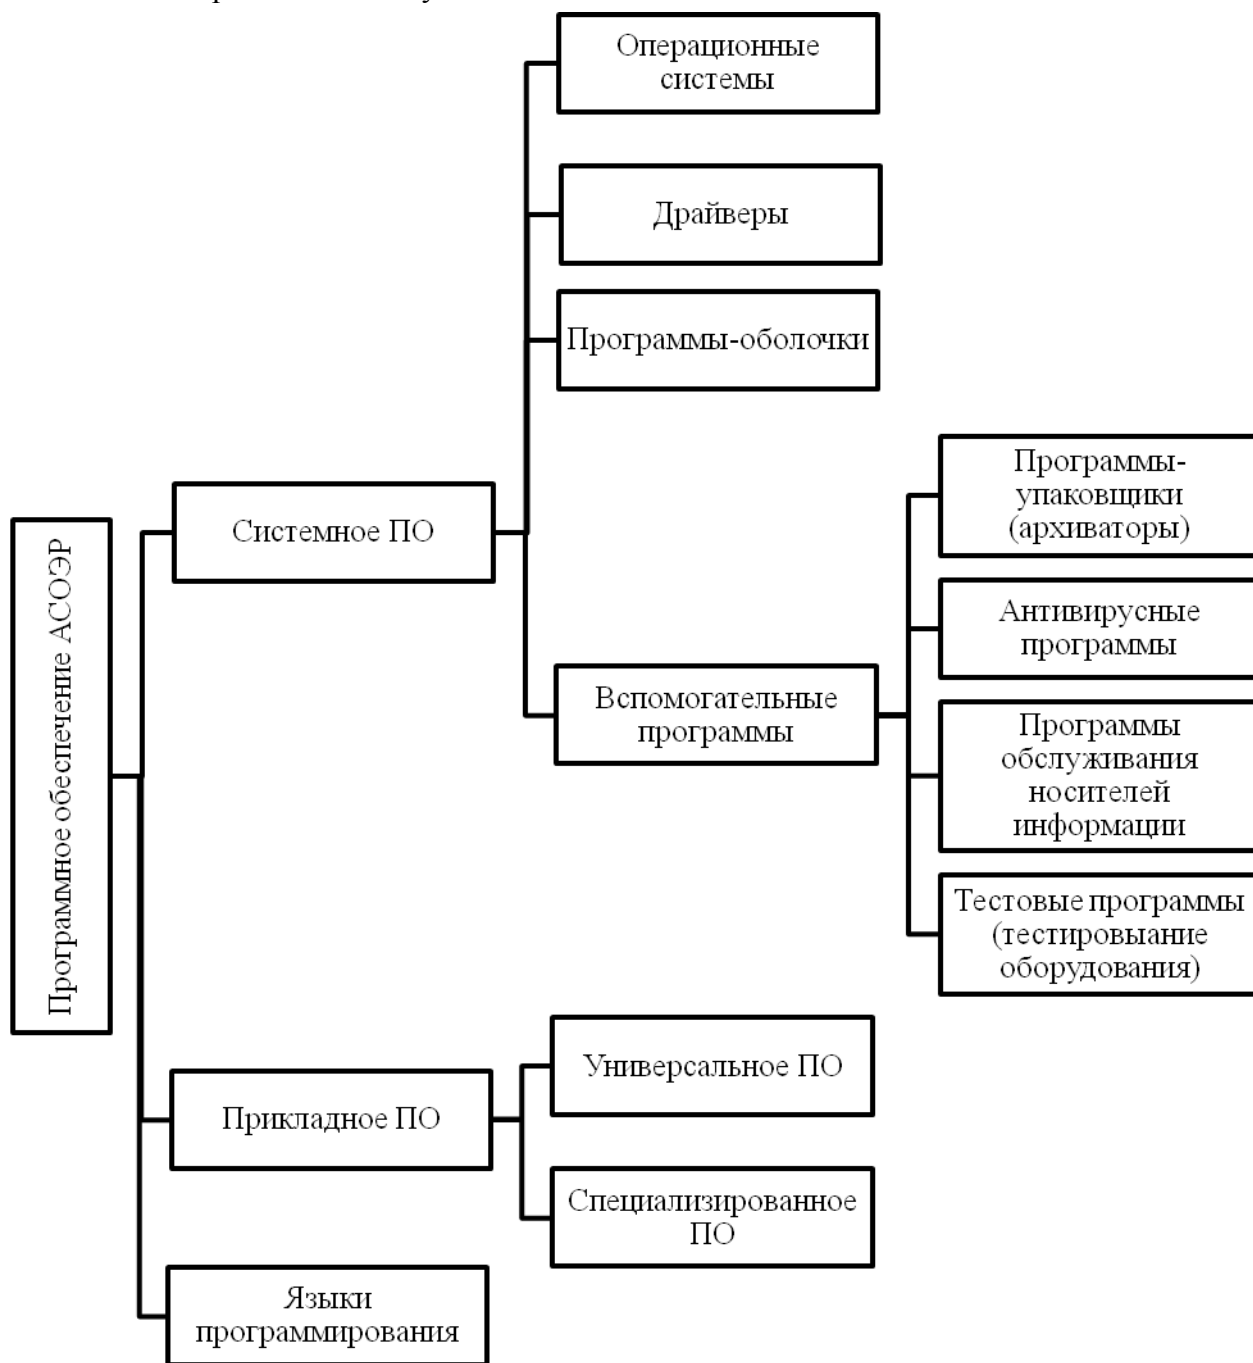 Операционные
системы
Драйверы
Программы-оболочки
Программы-
упаковщики
(архиваторы)
Системное ПО
Антивирусные
программы
Вспомогательные
программы
Программы
обслуживания
носителей
информации
Программное обеспечение АСОЭР
Тестовые программы
(тестировыание
оборудования)
Универсальное ПО
Прикладное ПО
Специализированное
ПО
Языки
программирования